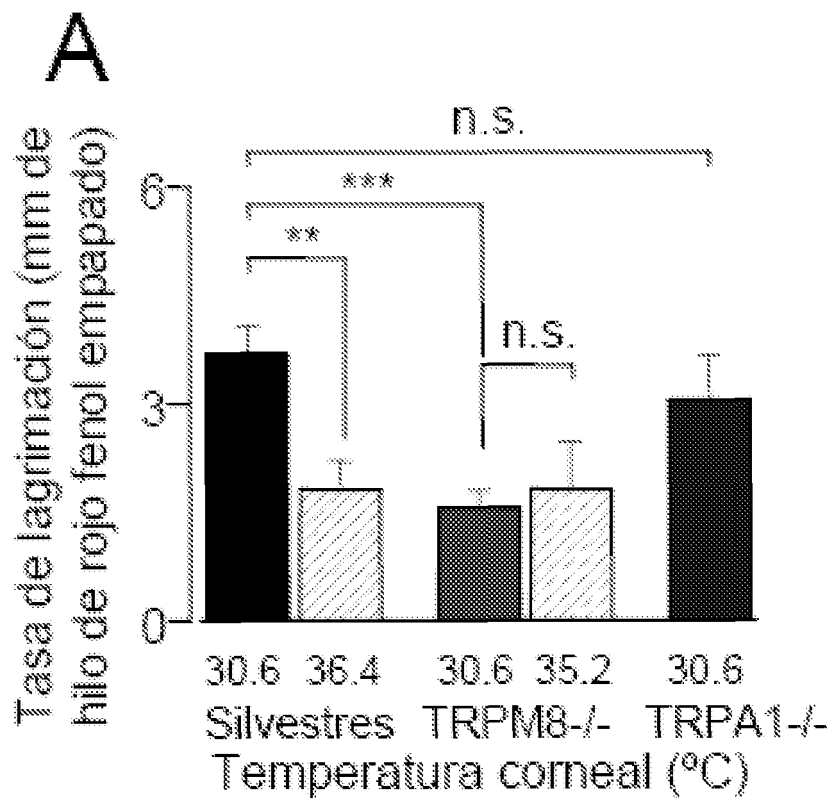 A
Tasa de lagrimación (mm de
hilo de rojo fenol empapado)
n.s.
***
**
n.s.
6
3
0
30.6 36.4 30.6 35.2 30.6
Silvestres TRPM8-/- TRPA1-/-
Temperatura corneal (ºC)